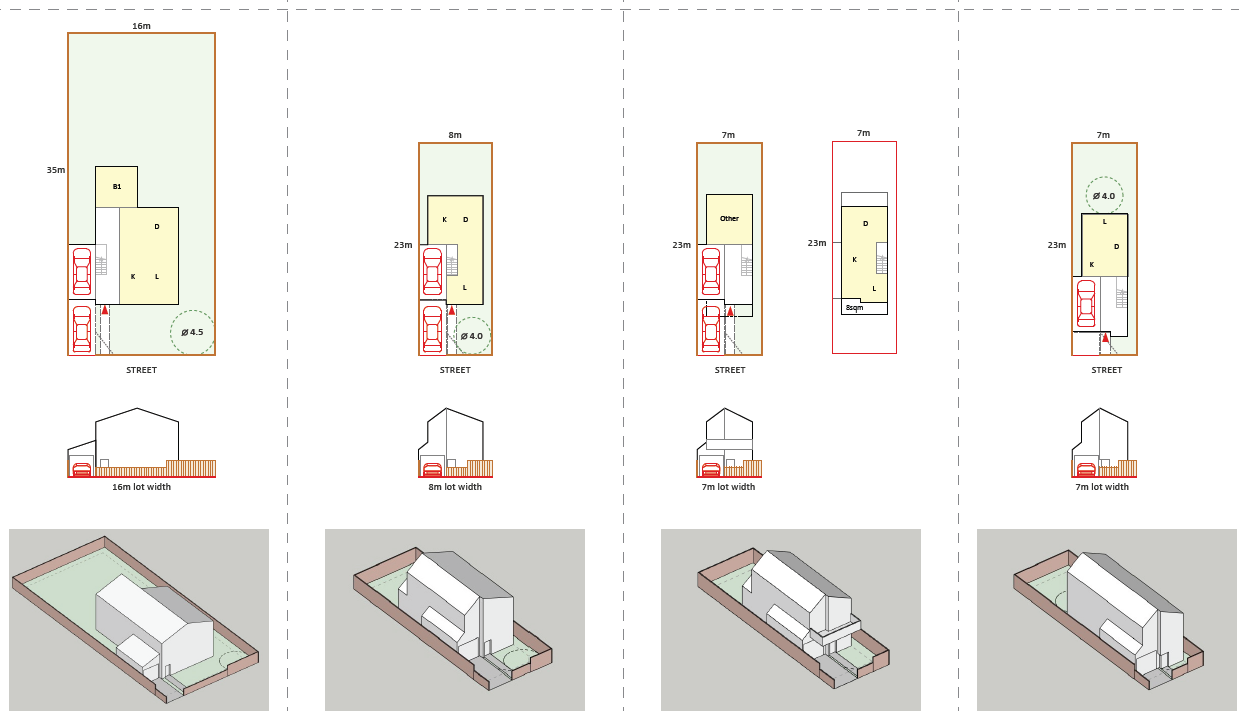 16m
35m
B1
D
K
L
Ø 4.5
STREET
16m lot width
8m
23m
K
D
L
Ø 4.0
STREET
8m lot width
7m
23m
Other
STREET
7m lot width
7m
23m
D
K
L
8sqm
7m
23m
Ø 4.0
L
D
K
STREET
7m lot width